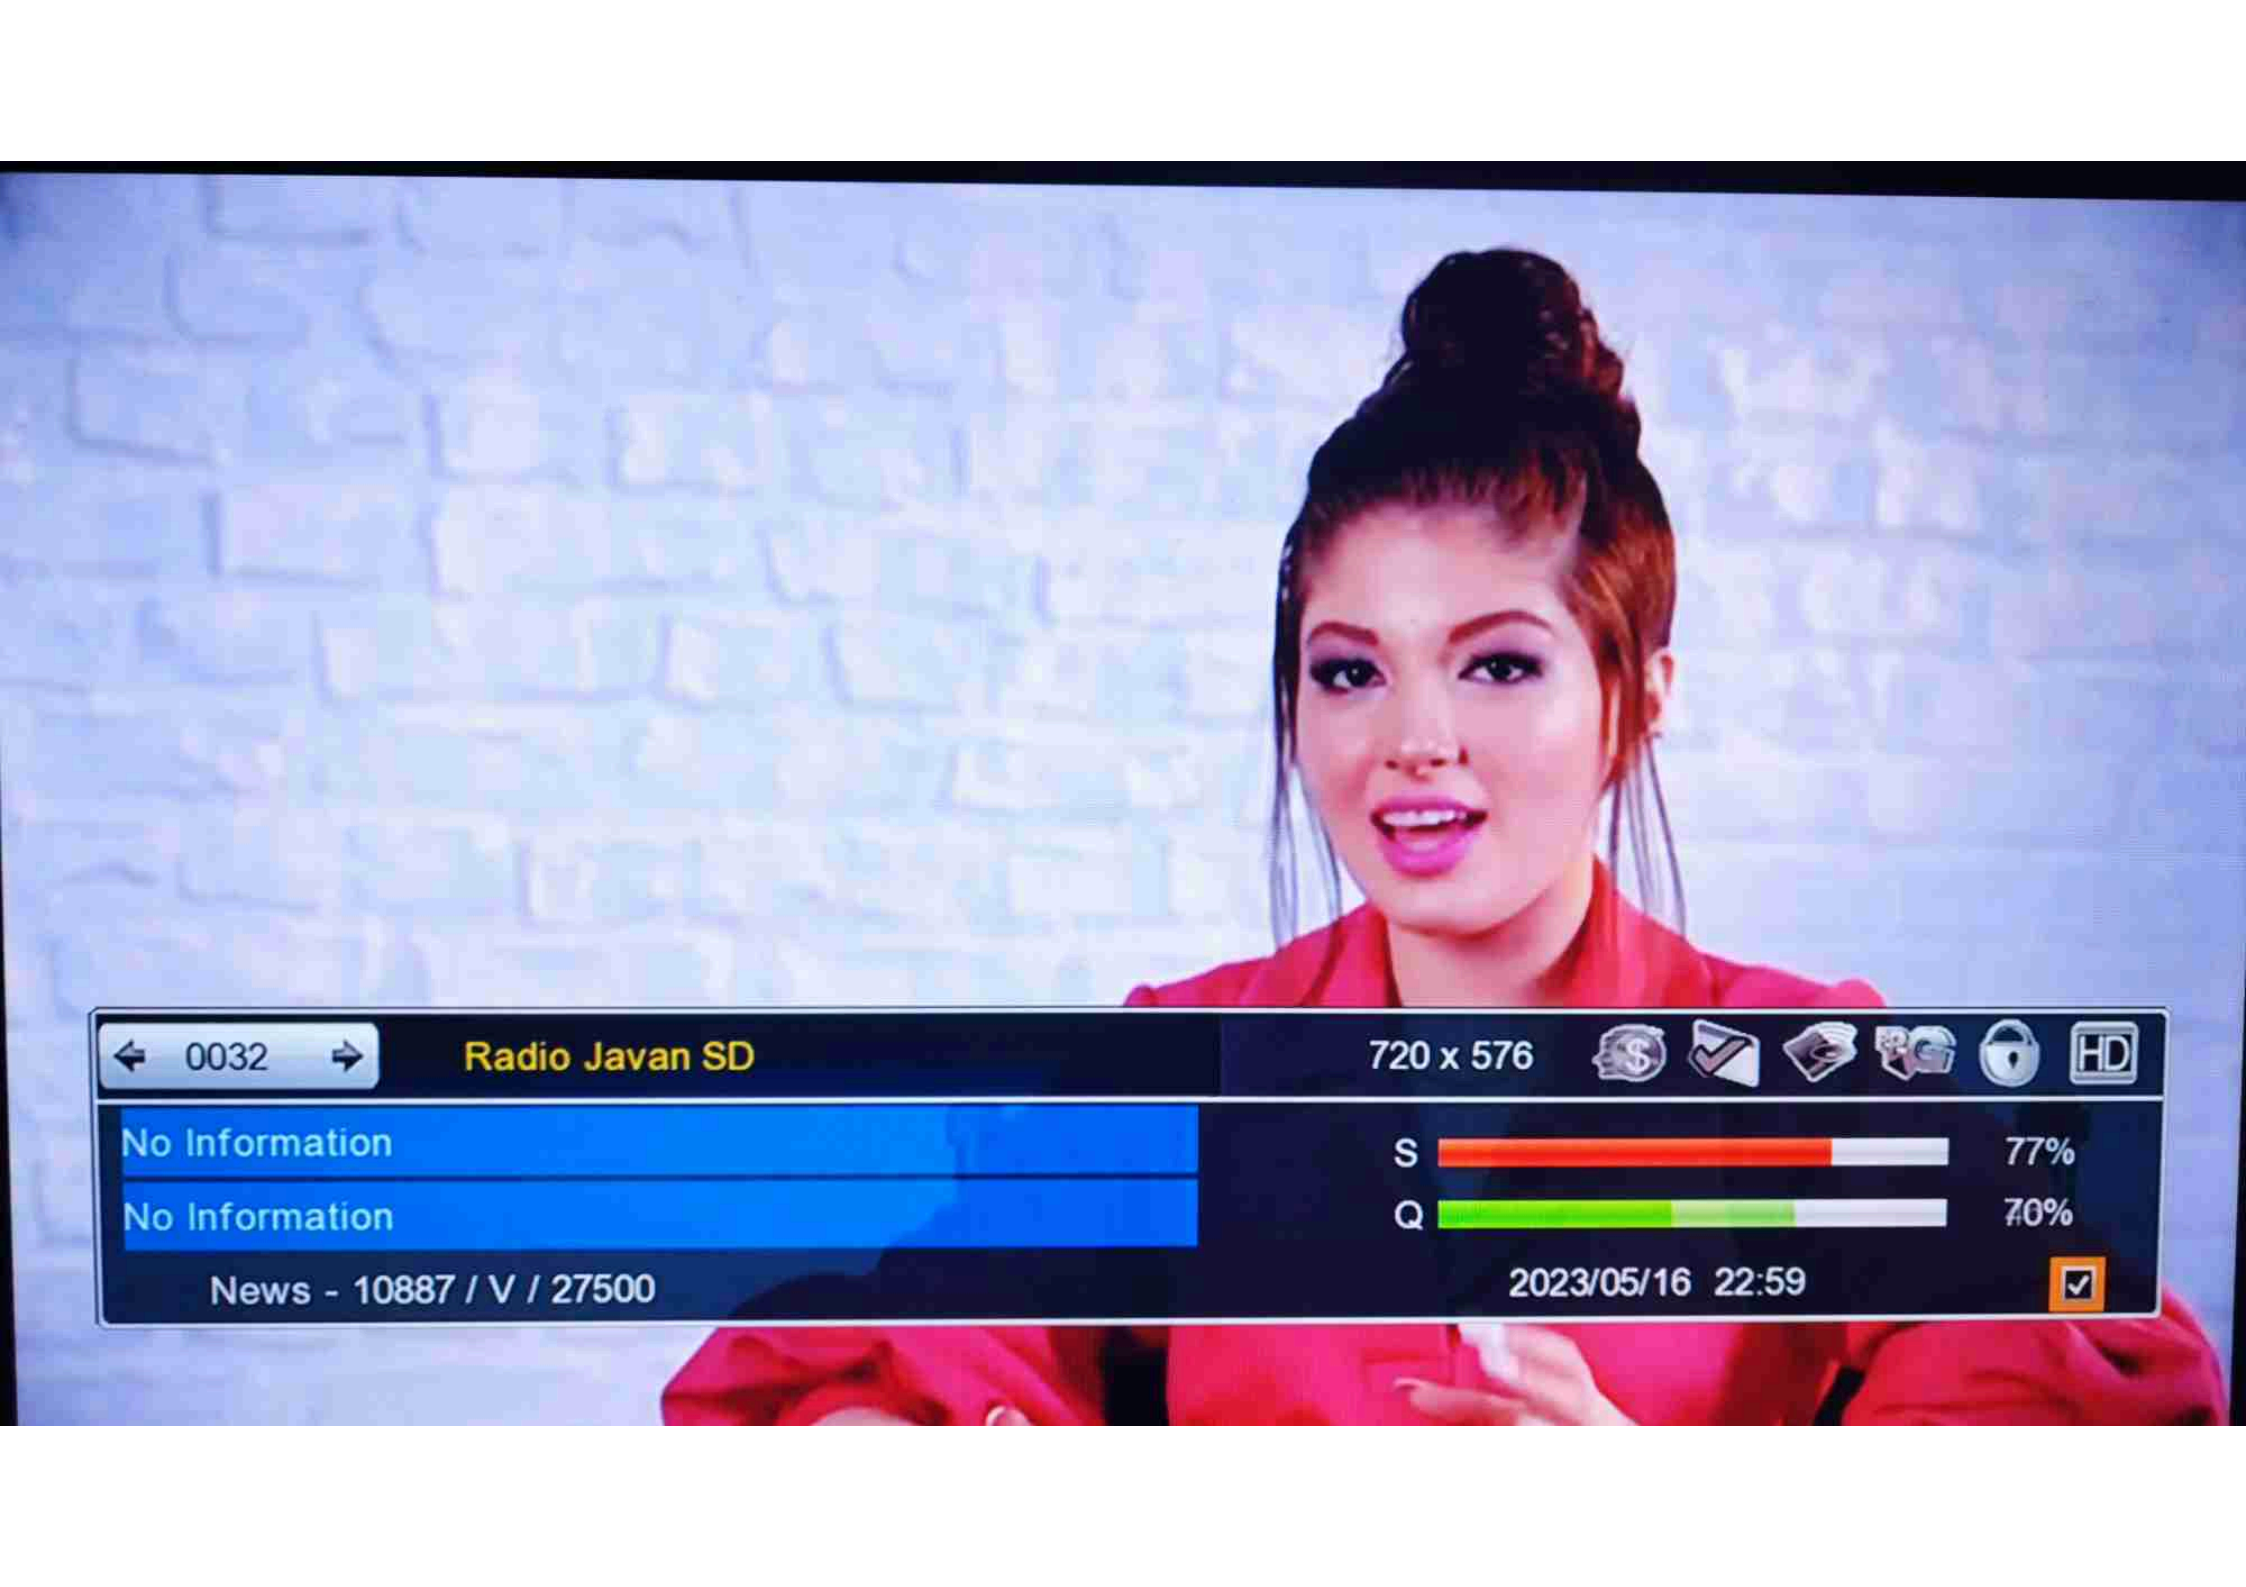 0032 Radio Javan SD 720 x 576 HD
No Information S 77%
No Information Q
News - 10887 / V / 27500 2023/05/16 22:59